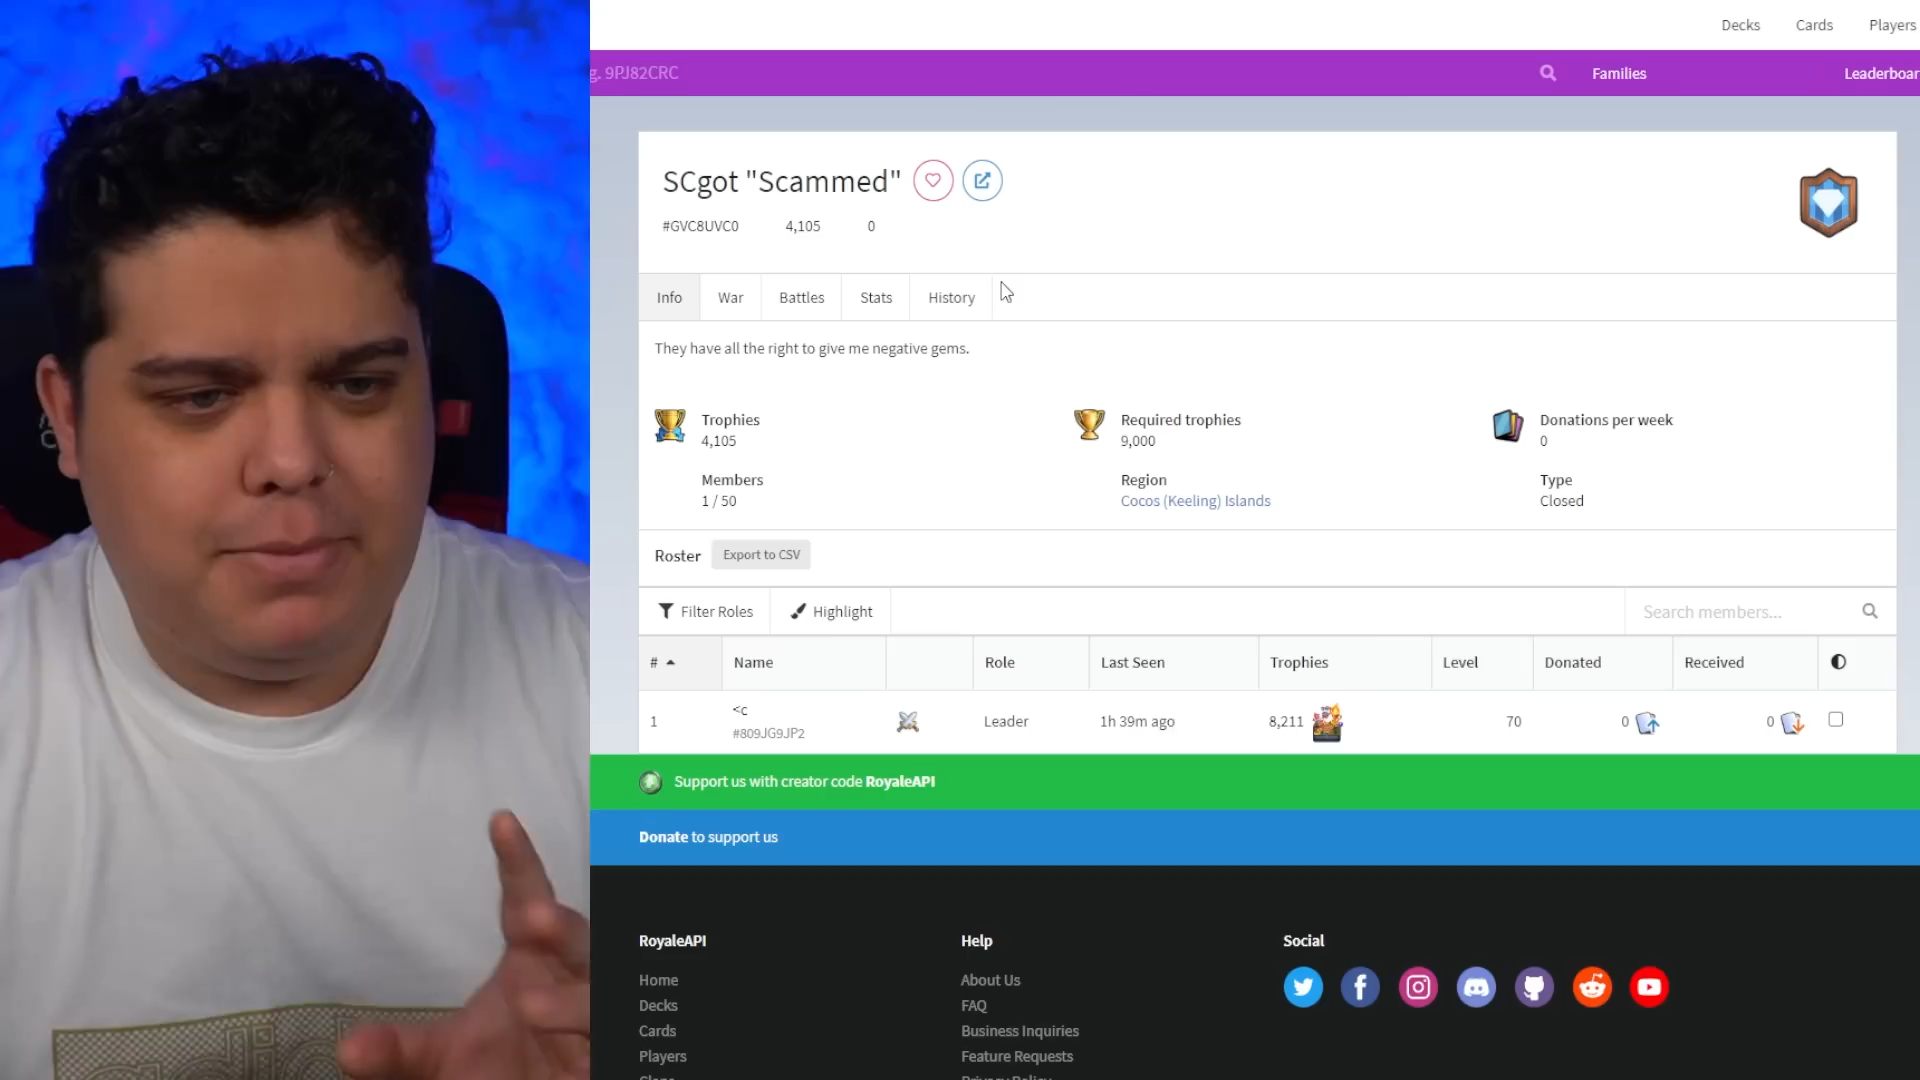 Decks Cards Players
g. 9PJ82CRC Families Leaderboar
SCgot "Scammed"
#GVC8UVC0 4,105 0
Info War Battles Stats History
They have all the right to give me negative gems.
Trophies Required trophies Donations per week
4,105 9,000 0
Members Region Type
1 / 50 Cocos (Keeling) Islands Closed
Roster Export to CSV
Filter Roles Highlight Search members...
# Name Role Last Seen Trophies Level Donated Received
1 <c Leader 1h 39m ago 8,211 70 0 0
#809JG9JP2
Support us with creator code RoyaleAPI
Donate to support us
RoyaleAPI Help Social
Home About Us
Decks FAQ
Cards Business Inquiries
Players Feature Requests
Clans Privacy Policy